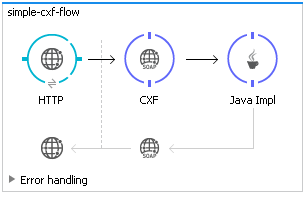 simple-cxf-flow
SOAP
HTTP
CXF
Java Impl
SOAP
Error handling